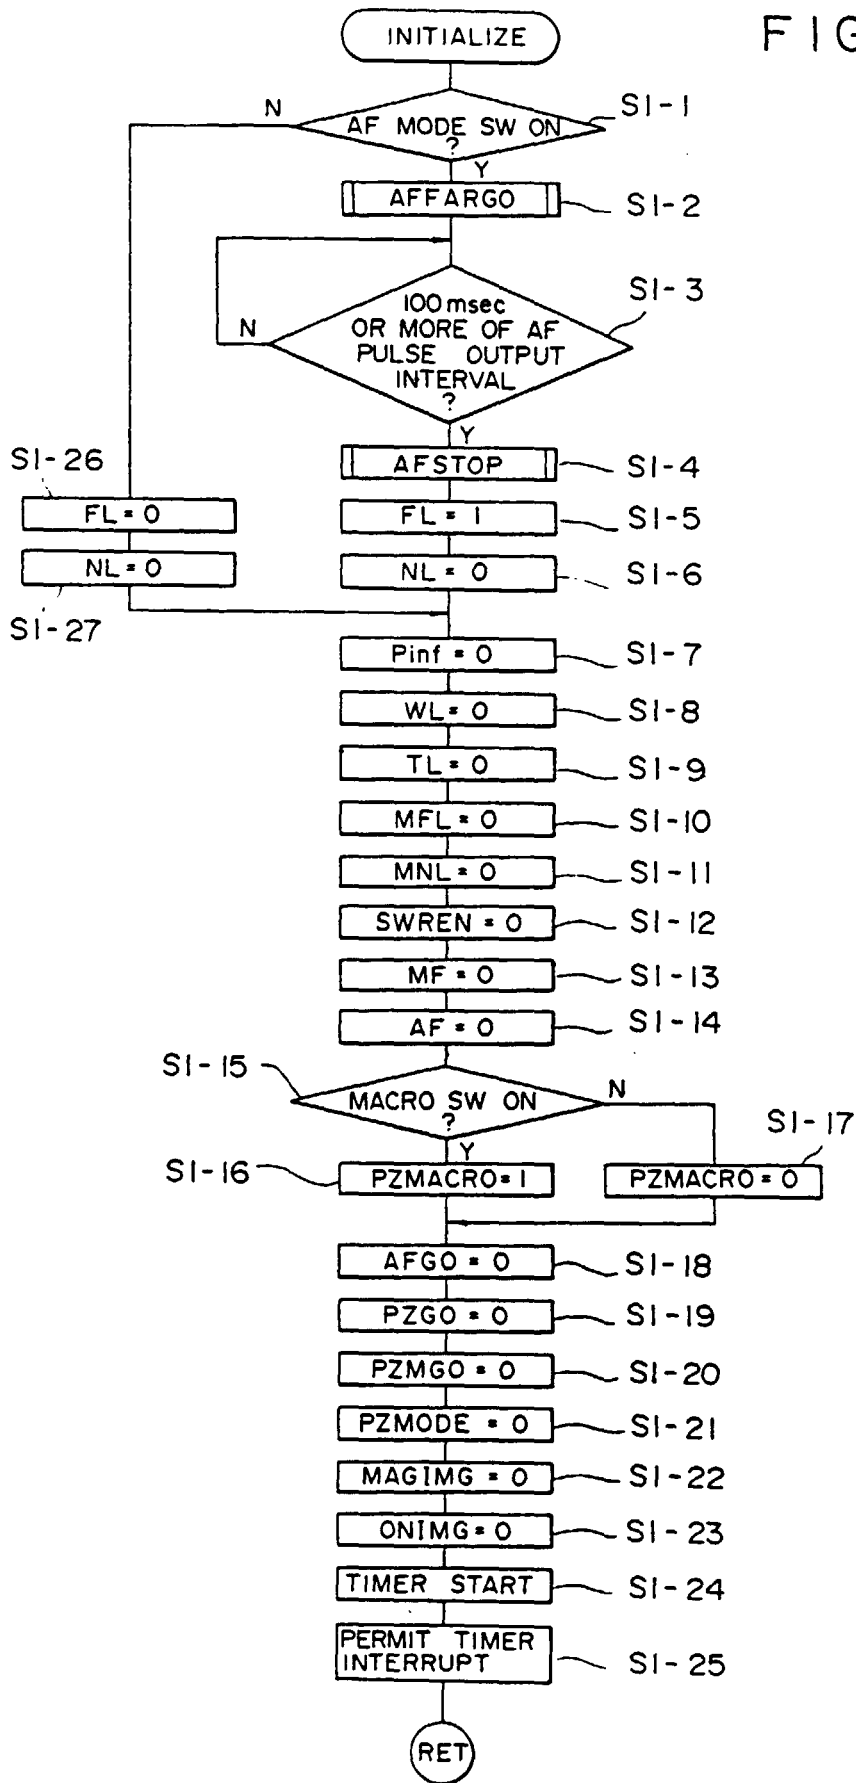 FIG
INITIALIZE
AF MODE SW ON
?
S1-1
N
Y
AFFARGO
S1-2
100msec
OR MORE OF AF
PULSE OUTPUT
INTERVAL
?
S1-3
N
Y
AFSTOP
S1-4
S1-26
FL = 0
FL = 1
S1-5
NL = 0
NL = 0
S1-6
S1-27
Pinf = 0
S1-7
WL = 0
S1-8
TL = 0
S1-9
MFL = 0
S1-10
MNL = 0
S1-11
SWREN = 0
S1-12
MF = 0
S1-13
AF = 0
S1-14
S1-15
MACRO SW ON
?
N
Y
S1-17
S1-16
PZMACRO=1
PZMACRO = 0
AFGO = 0
S1-18
PZGO = 0
S1-19
PZMGO = 0
S1-20
PZMODE = 0
S1-21
MAGIMG = 0
S1-22
ONIMG = 0
S1-23
TIMER START
S1-24
PERMIT TIMER
INTERRUPT
S1-25
RET